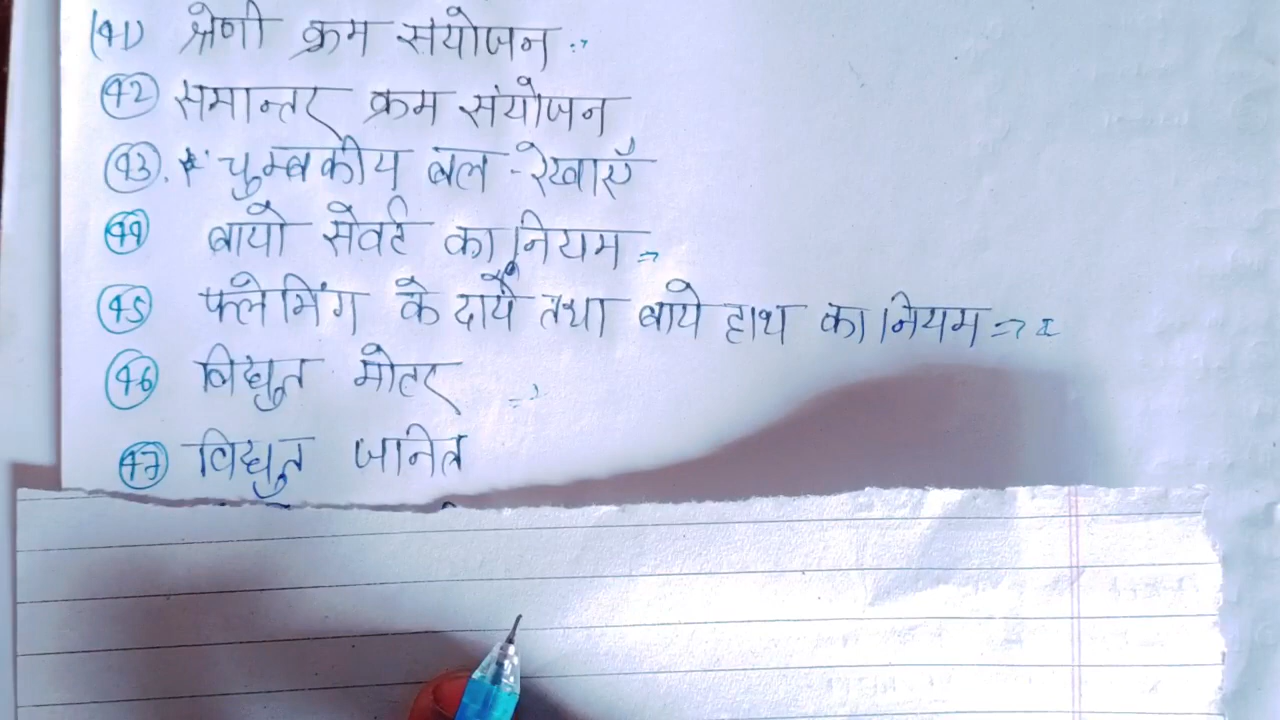 (41) श्रेणी क्रम संयोजन :-
42 समान्तर क्रम संयोजन
43. चुम्बकीय बल - रेखाएँ
44 बायो सेवर्ट का नियम =>
45 फ्लेमिंग के दायें तथा बाये हाथ का नियम =>
46 विद्युत मोटर
47 विद्युत जनित